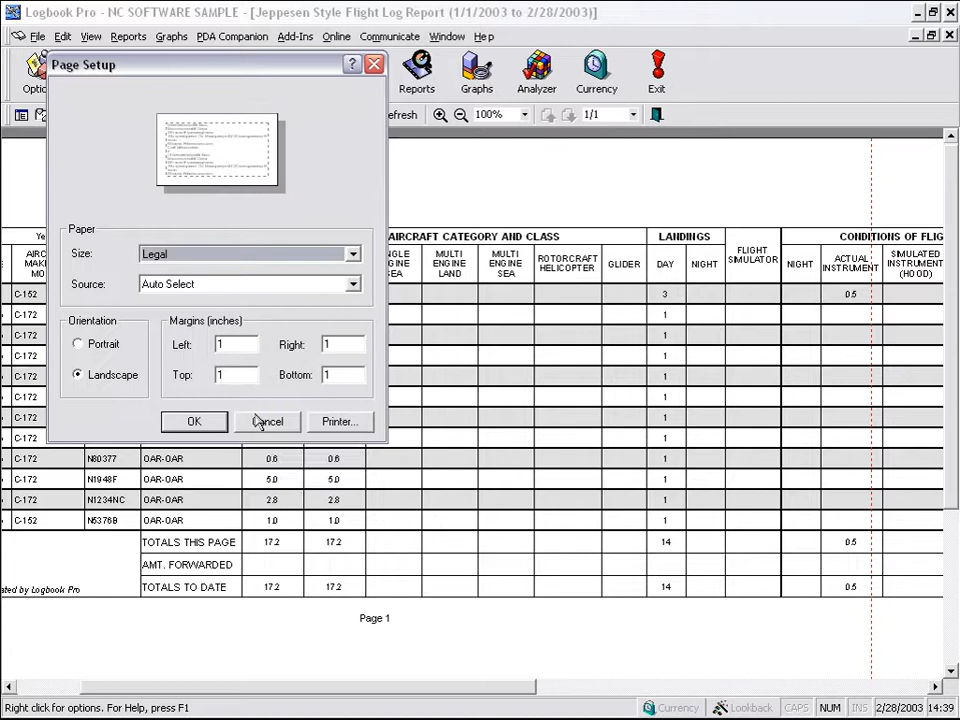 Logbook Pro - NC SOFTWARE SAMPLE - [Jeppesen Style Flight Log Report (1/1/2003 to 2/28/2003)]
File Edit View Reports Graphs PDA Companion Add-Ins Online Communicate Window Help
Reports Graphs Analyzer Currency Exit
100% 1/1
Page Setup
Paper
Size: Legal
Source: Auto Select
Orientation
Portrait
Landscape
Margins (inches)
Left: 1 Right: 1
Top: 1 Bottom: 1
OK Cancel Printer...
AIRCRAFT CATEGORY AND CLASS LANDINGS FLIGHT SIMULATOR
MULTI ENGINE LAND MULTI ENGINE SEA ROTORCRAFT HELICOPTER GLIDER DAY NIGHT NIGHT ACTUAL INSTRUMENT SIMULATED INSTRUMENT (HOOD)
C-152 3 0.5
C-172 1
C-172 1
C-172 1
C-172 1
C-172 1
C-172 1
C-172 1
C-172 N80377 OAR-OAR 0.6 0.6 1
C-172 N1948F OAR-OAR 5.0 5.0 1
C-172 N1234NC OAR-OAR 2.8 2.8 1
C-152 N5376B OAR-OAR 1.0 1.0 1
TOTALS THIS PAGE 17.2 17.2 14 0.5
AMT. FORWARDED
by Logbook Pro TOTALS TO DATE 17.2 17.2 14 0.5
Page 1
Right click for options. For Help, press F1 Currency Lookback CAPS NUM INS 2/28/2003 14:39